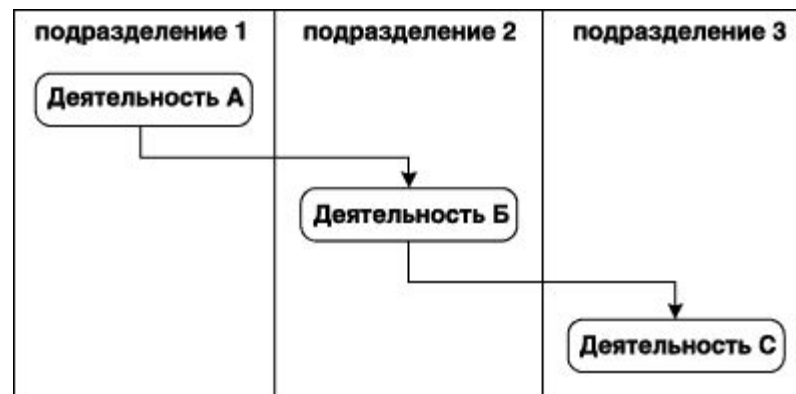 подразделение 1
подразделение 2
подразделение 3
Деятельность А
Деятельность Б
Деятельность С